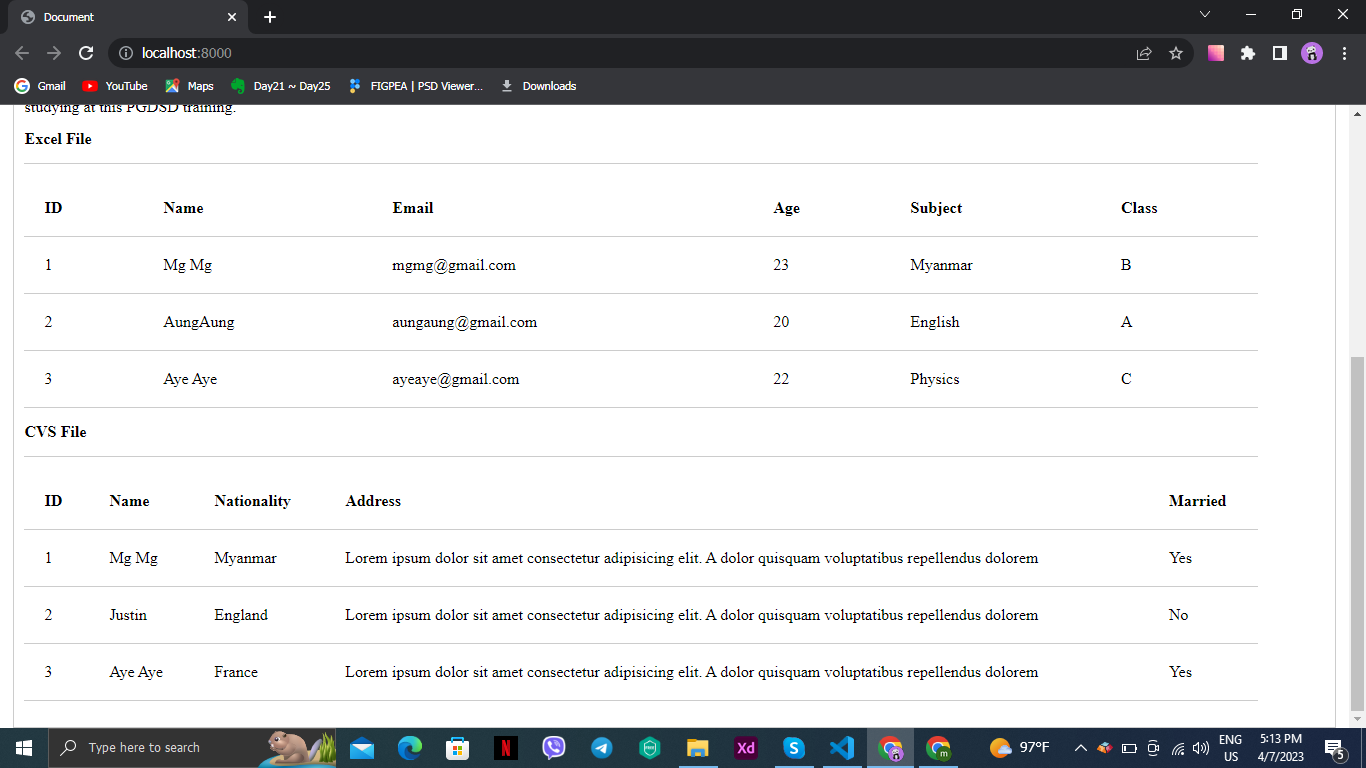 Document
localhost:8000
Gmail YouTube Maps Day21 ~ Day25 FIGPEA | PSD Viewer... Downloads
studying at this PGDSD training.
Excel File
ID Name Email Age Subject Class
1 Mg Mg mgmg@gmail.com 23 Myanmar B
2 AungAung aungaung@gmail.com 20 English A
3 Aye Aye ayeaye@gmail.com 22 Physics C
CVS File
ID Name Nationality Address Married
1 Mg Mg Myanmar Lorem ipsum dolor sit amet consectetur adipisicing elit. A dolor quisquam voluptatibus repellendus dolorem Yes
2 Justin England Lorem ipsum dolor sit amet consectetur adipisicing elit. A dolor quisquam voluptatibus repellendus dolorem No
3 Aye Aye France Lorem ipsum dolor sit amet consectetur adipisicing elit. A dolor quisquam voluptatibus repellendus dolorem Yes
Type here to search N Xd S m 97°F
ENG 5:13 PM
US 4/7/2023 5